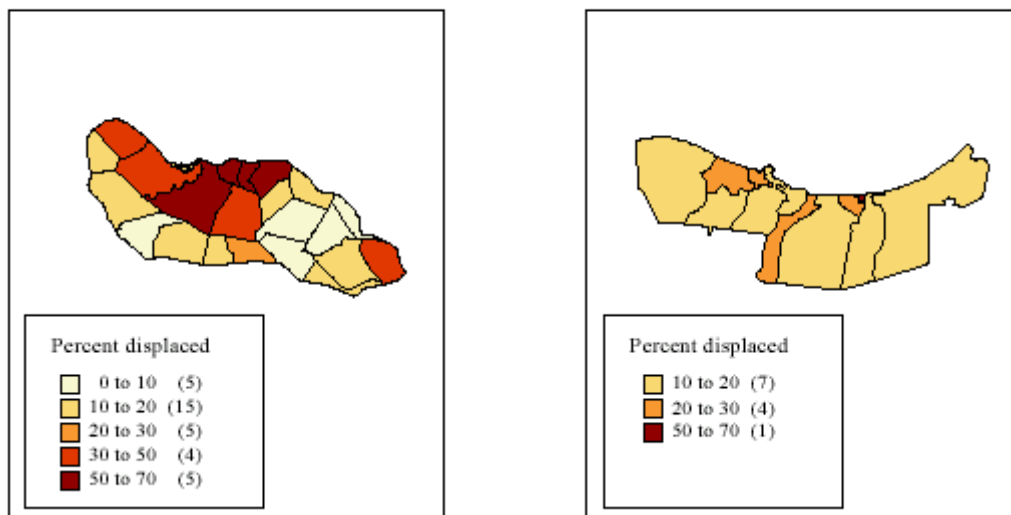 Percent displaced
0 to 10 (5)
10 to 20 (15)
20 to 30 (5)
30 to 50 (4)
50 to 70 (5)
Percent displaced
10 to 20 (7)
20 to 30 (4)
50 to 70 (1)